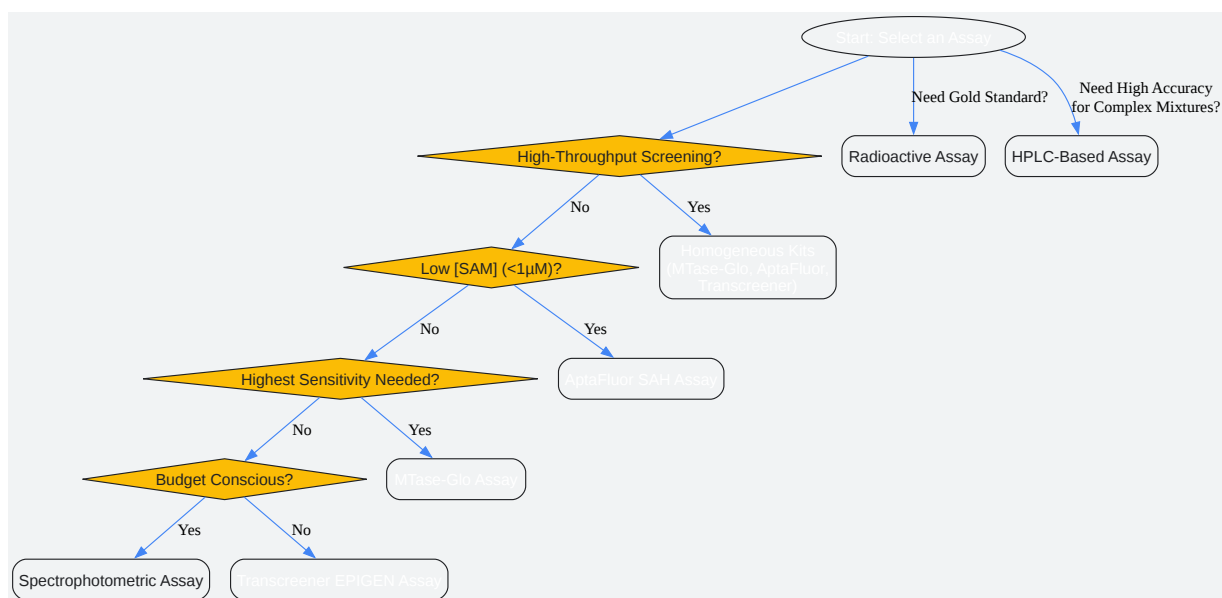 Start: Select an Assay
Need Gold Standard?
Need High Accuracy
for Complex Mixtures?
High-Throughput Screening?
Radioactive Assay
HPLC-Based Assay
No
Yes
Low [SAM] (<1µM)?
Homogeneous Kits
(MTase-Glo, AptaFluor,
Transcreener)
No
Yes
Highest Sensitivity Needed?
AptaFluor SAH Assay
No
Yes
Budget Conscious?
MTase-Glo Assay
Yes
No
Spectrophotometric Assay
Transcreener EPIGEN Assay